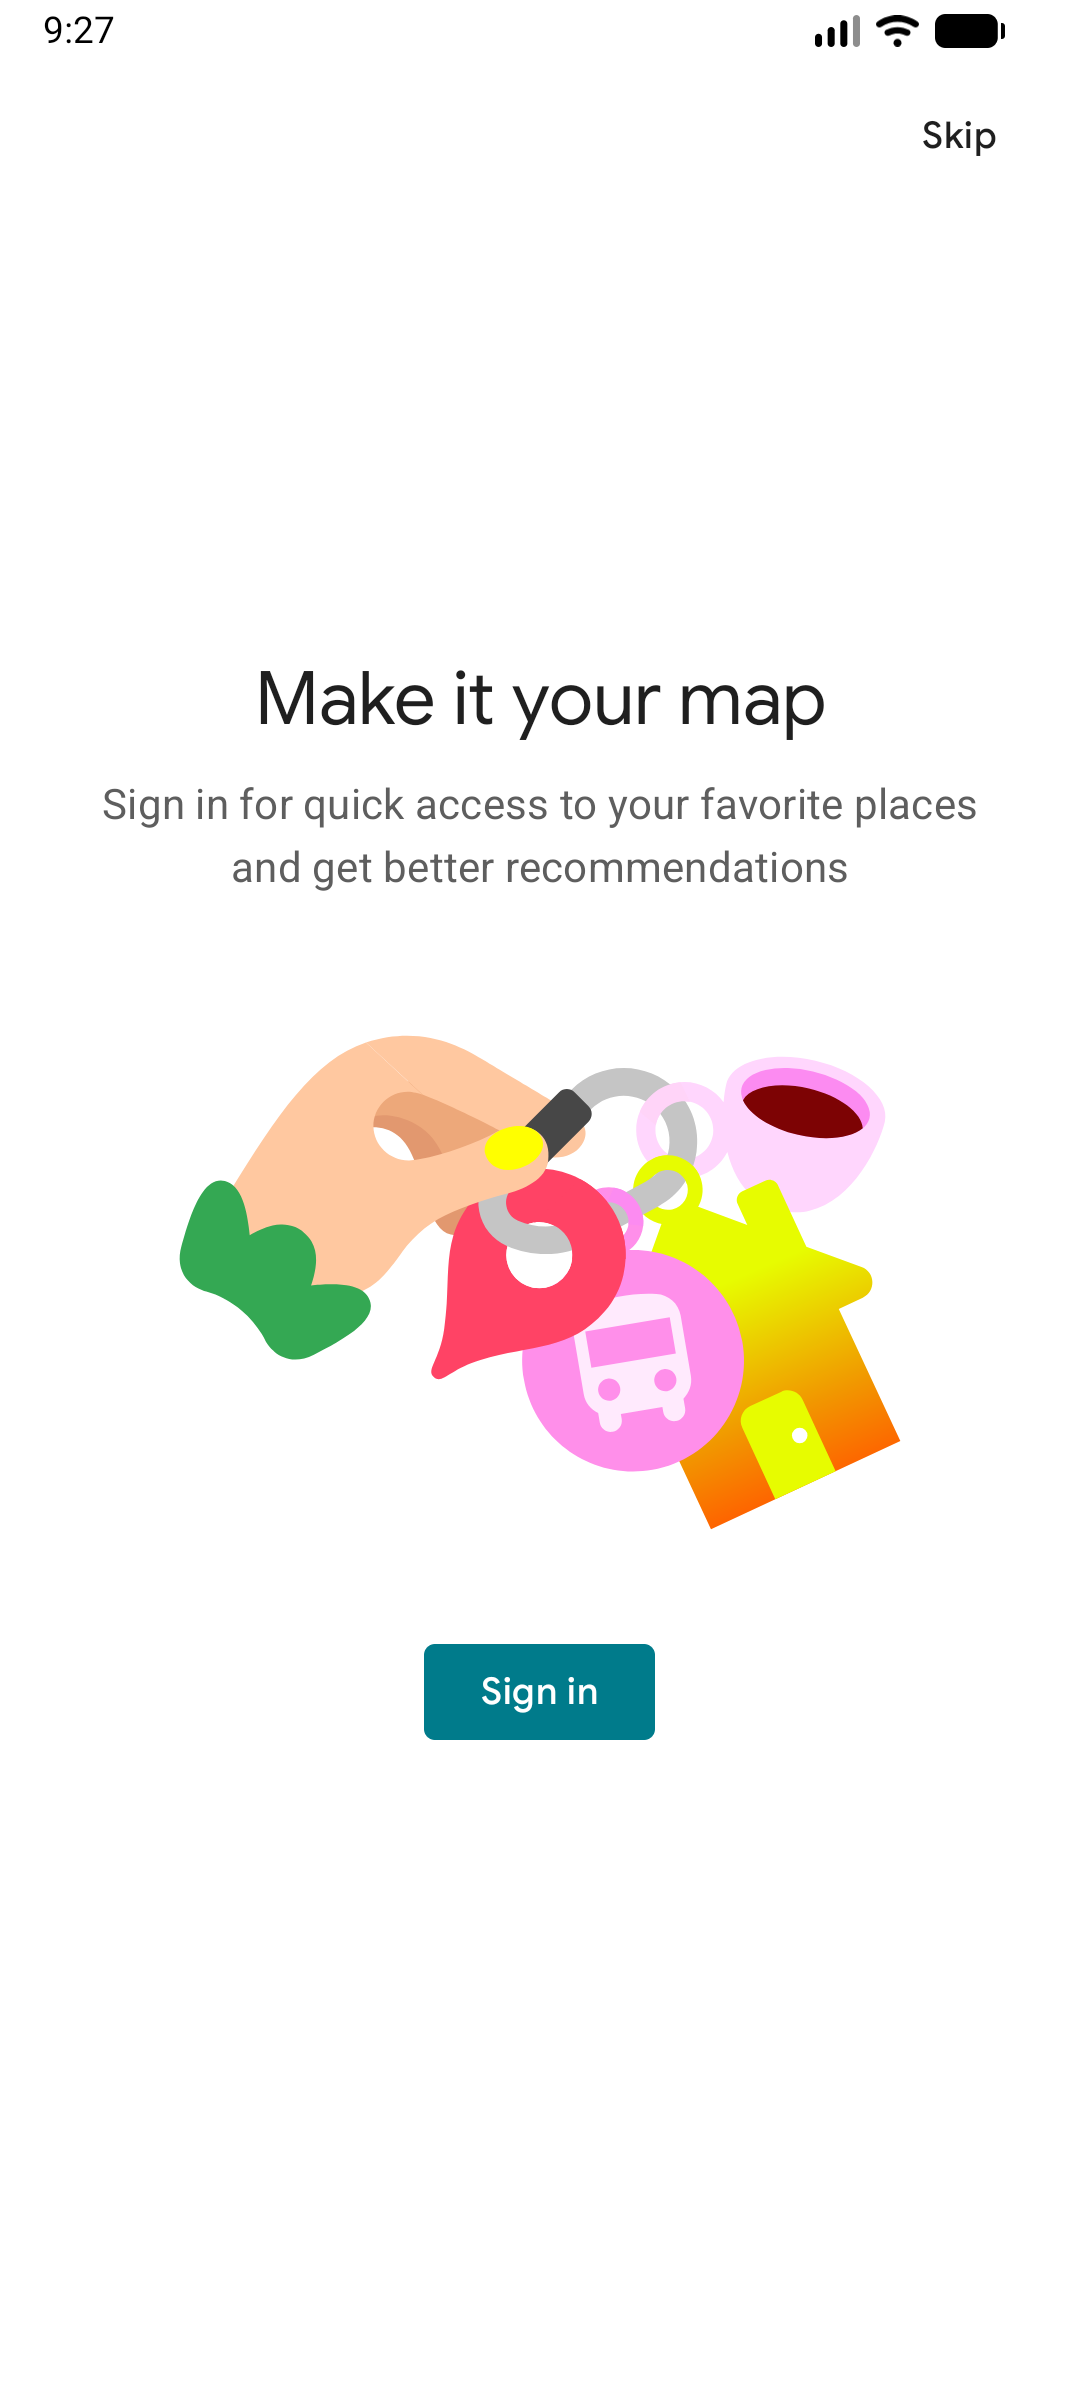 9:27
Skip
Make it your map
Sign in for quick access to your favorite places
and get better recommendations
Sign in